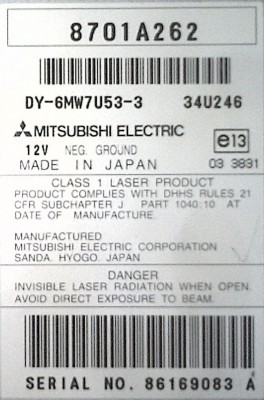 8701A262
DY-6MW7U53-3 34U246
MITSUBISHI ELECTRIC
12V NEG. GROUND e13
MADE IN JAPAN 03 3831
CLASS 1 LASER PRODUCT
PRODUCT COMPLIES WITH DHHS RULES 21
CFR SUBCHAPTER J PART 1040:10 AT
DATE OF MANUFACTURE.
MANUFACTURED
MITSUBISHI ELECTRIC CORPORATION
SANDA, HYOGO, JAPAN
DANGER
INVISIBLE LASER RADIATION WHEN OPEN.
AVOID DIRECT EXPOSURE TO BEAM.
SERIAL NO. 86169083 A